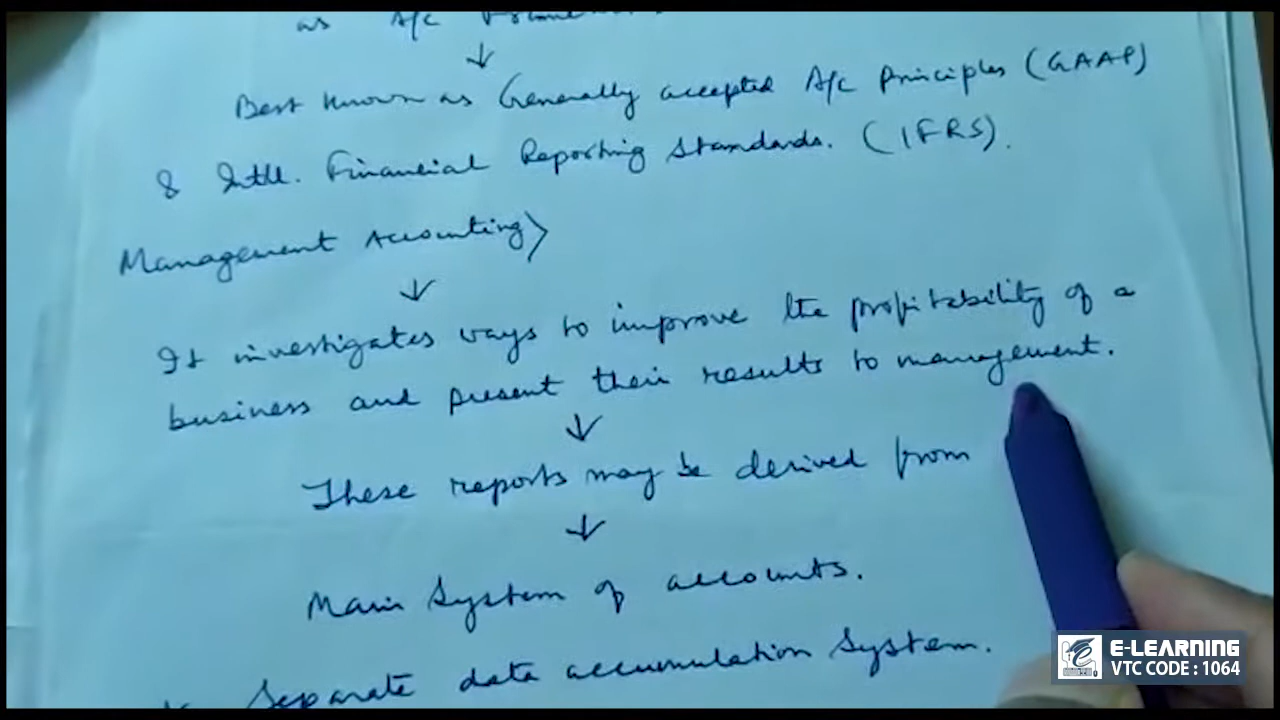 as A/c
↓
Best known as Generally accepted A/c Principles (GAAP)
& Intll. Financial Reporting Standards. (IFRS).
Management Accounting>
↓
It investigates ways to improve the profitability of a
business and present their results to management.
↓
These reports may be derived from
↓
Main System of accounts.
Separate data accumulation System.
E-LEARNING
VTC CODE : 1064